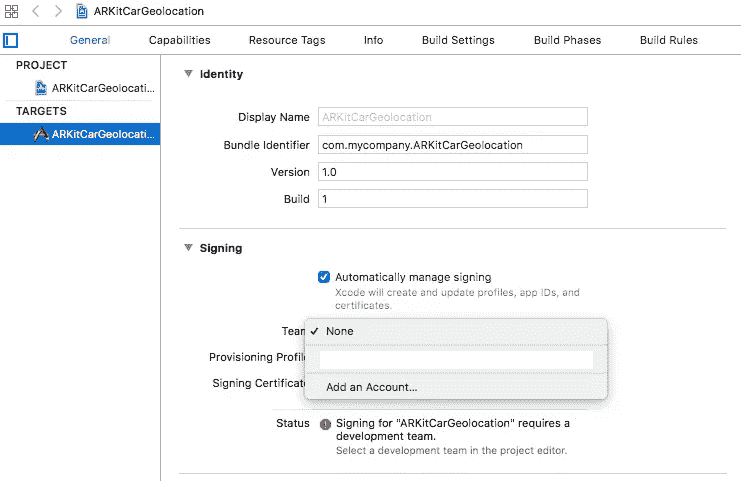 ARKitCarGeolocation
General Capabilities Resource Tags Info Build Settings Build Phases Build Rules
PROJECT
ARKitCarGeolocati...
TARGETS
ARKitCarGeolocati...
Identity
Display Name ARKitCarGeolocation
Bundle Identifier com.mycompany.ARKitCarGeolocation
Version 1.0
Build 1
Signing
Automatically manage signing
Xcode will create and update profiles, app IDs, and
certificates.
Team ✓ None
Provisioning Profile
Signing Certificate
Add an Account...
Status Signing for "ARKitCarGeolocation" requires a
development team.
Select a development team in the project editor.